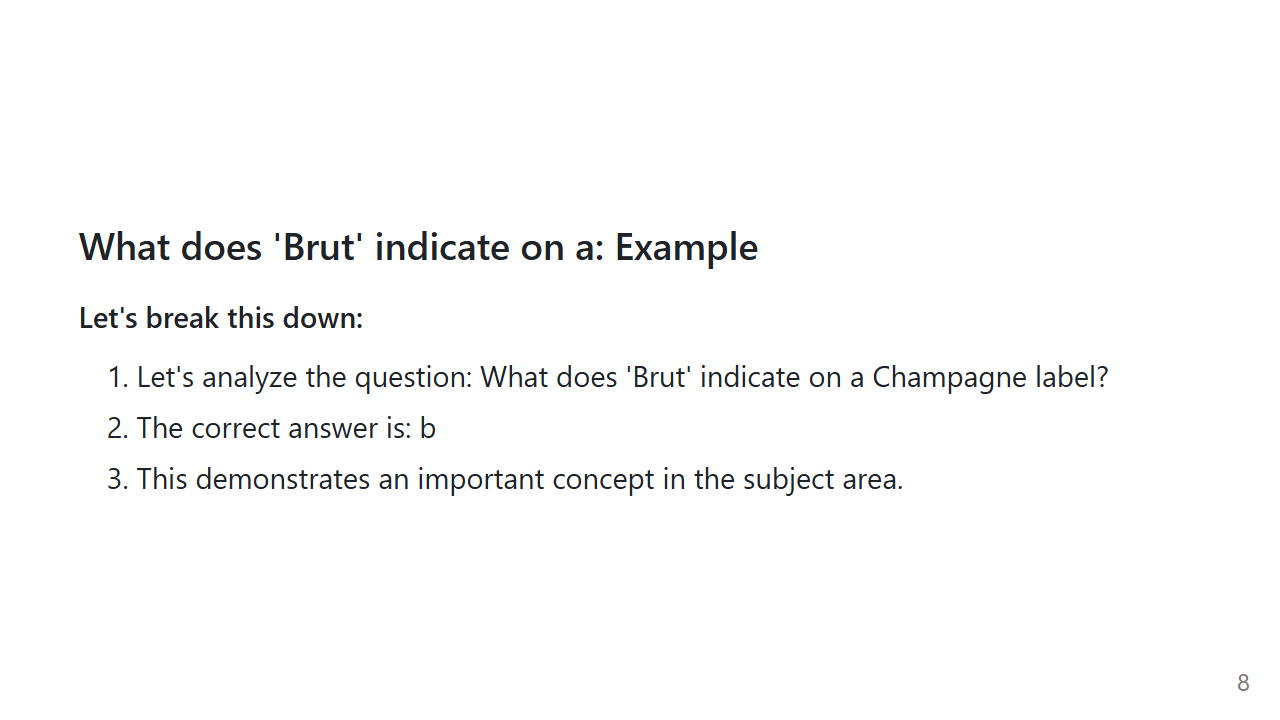 What does 'Brut' indicate on a: Example
Let's break this down:
1. Let's analyze the question: What does 'Brut' indicate on a Champagne label?
2. The correct answer is: b
3. This demonstrates an important concept in the subject area.
8